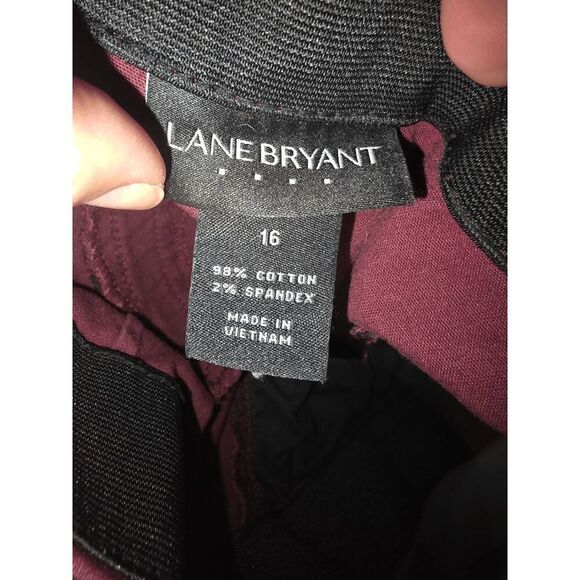 LANE BRYANT
16
98% COTTON
2% SPANDEX
MADE IN
VIETNAM